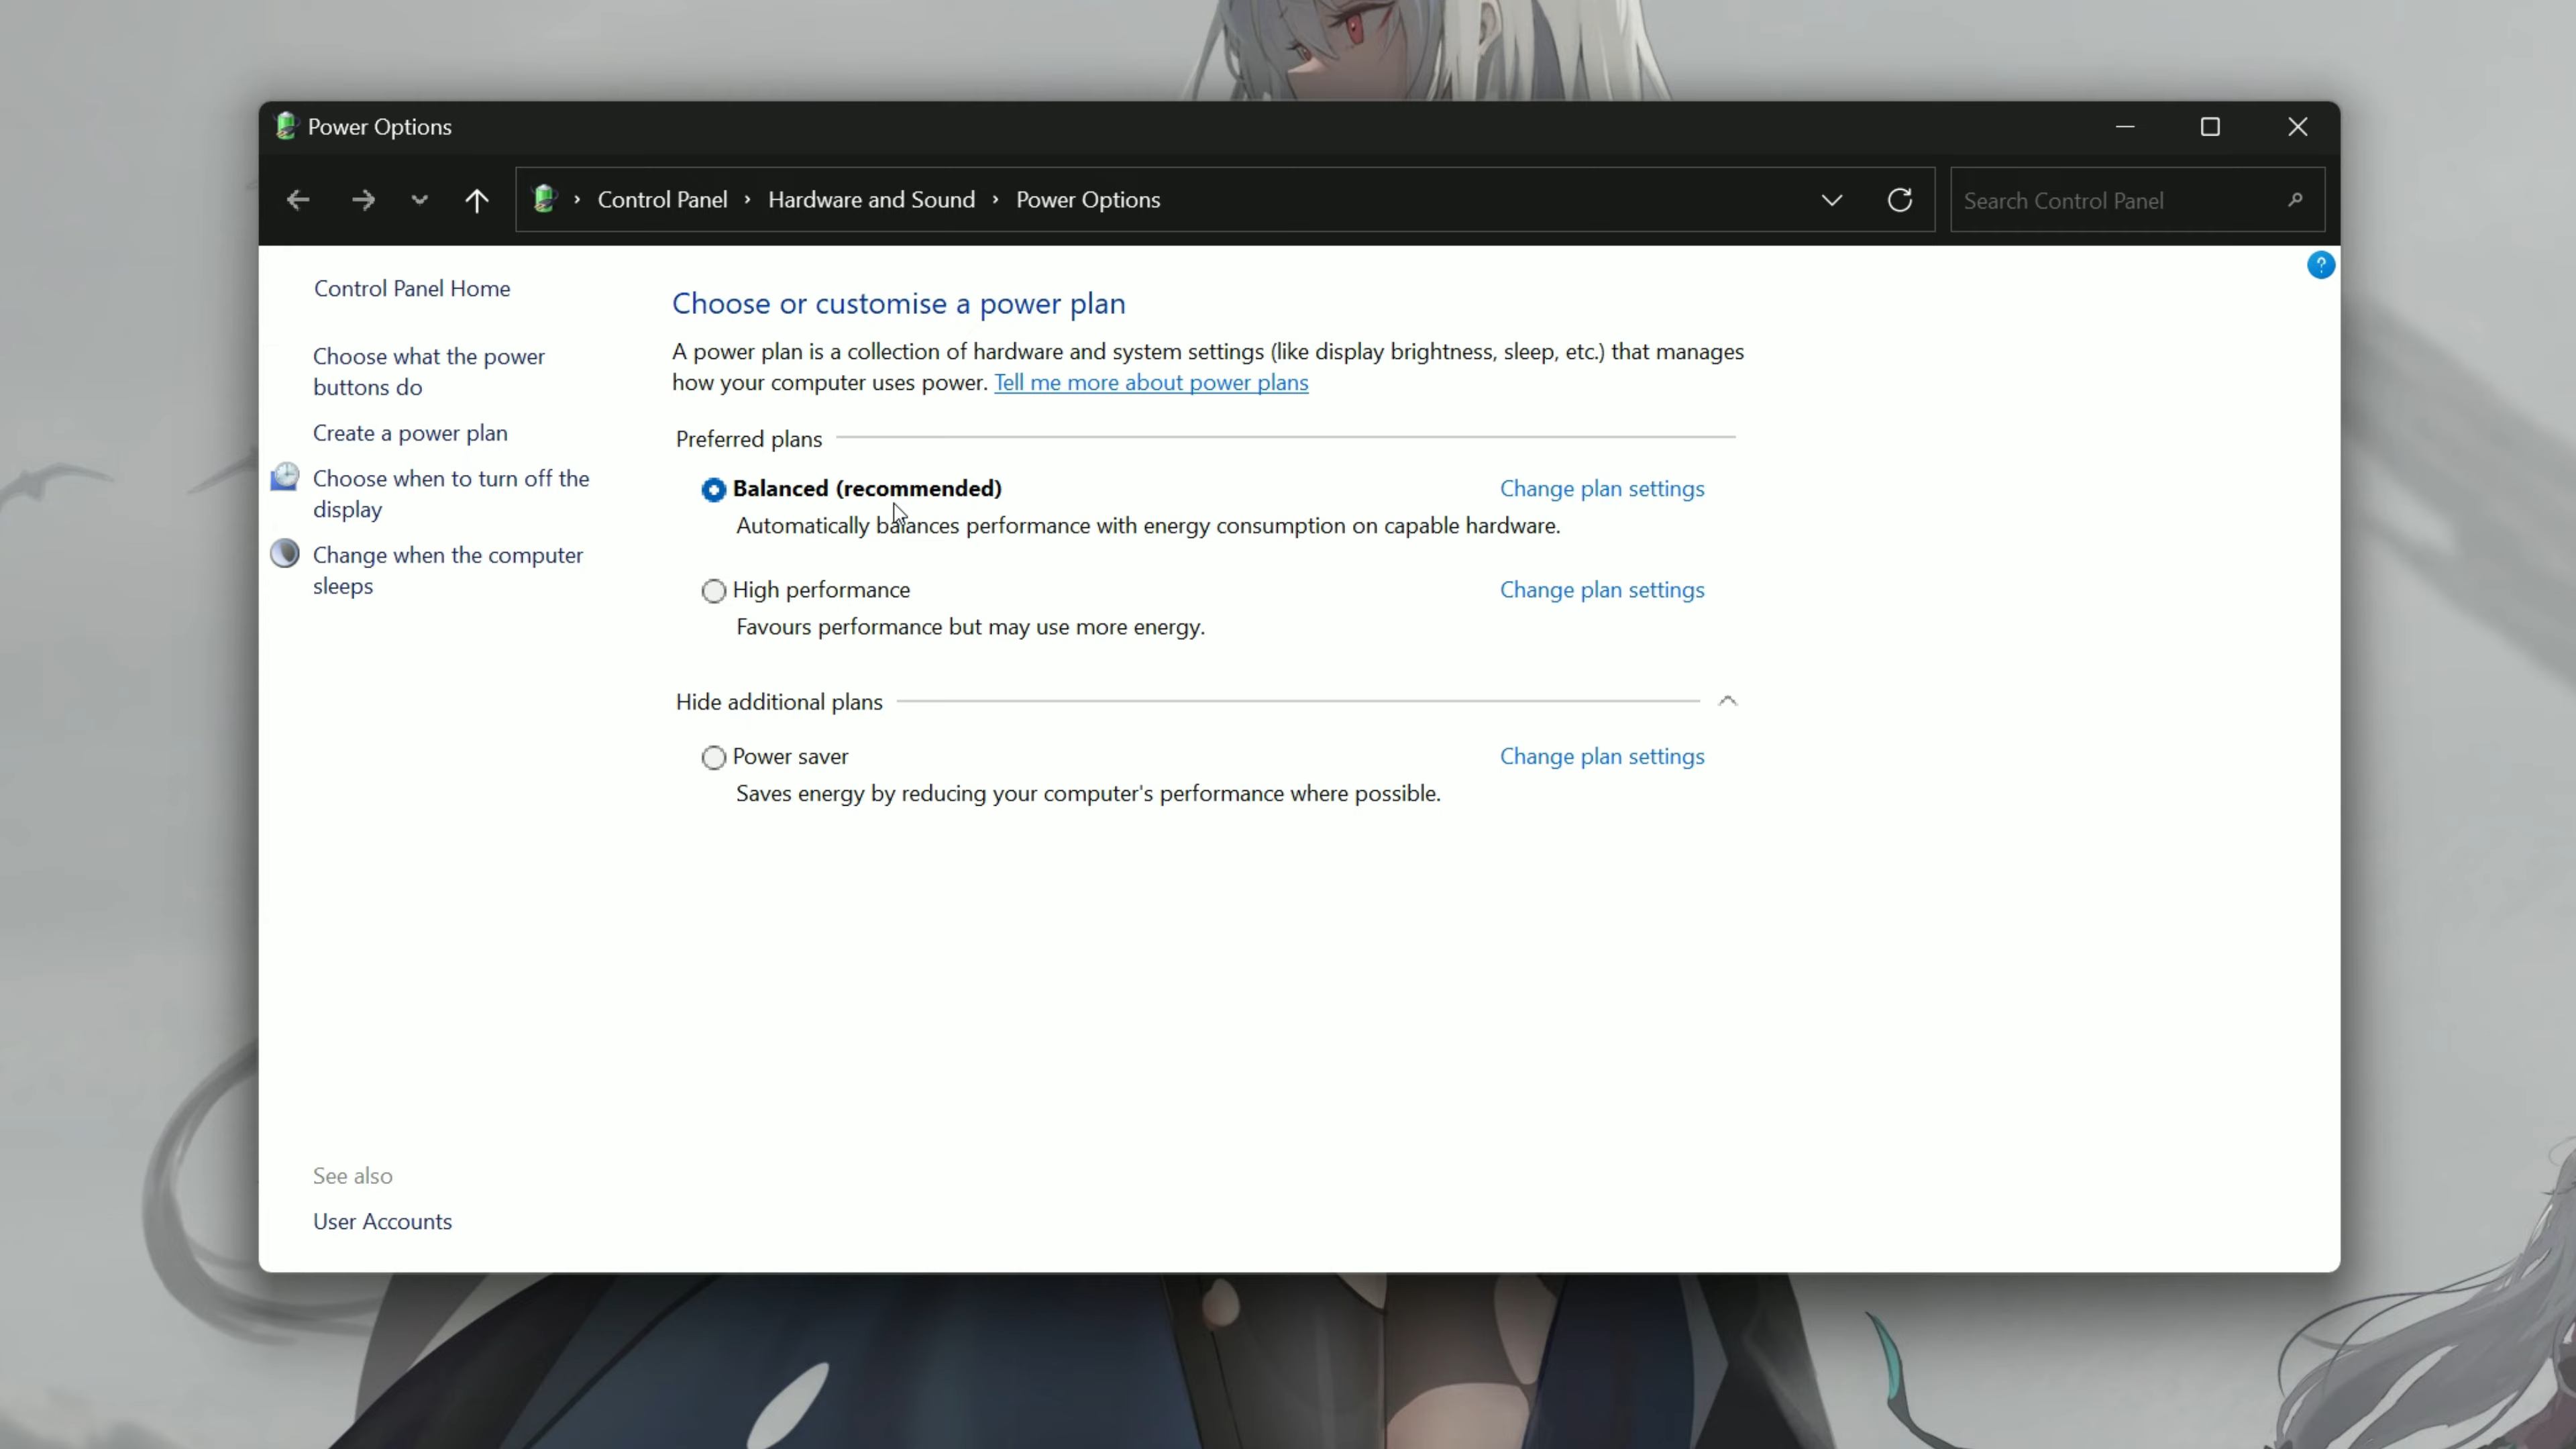 Power Options
Control Panel › Hardware and Sound › Power Options
Search Control Panel
?
Control Panel Home
Choose what the power
buttons do
Create a power plan
Choose when to turn off the
display
Change when the computer
sleeps
See also
User Accounts
Choose or customise a power plan
A power plan is a collection of hardware and system settings (like display brightness, sleep, etc.) that manages
how your computer uses power. Tell me more about power plans
Preferred plans
Balanced (recommended) Change plan settings
Automatically balances performance with energy consumption on capable hardware.
High performance Change plan settings
Favours performance but may use more energy.
Hide additional plans
Power saver Change plan settings
Saves energy by reducing your computer's performance where possible.